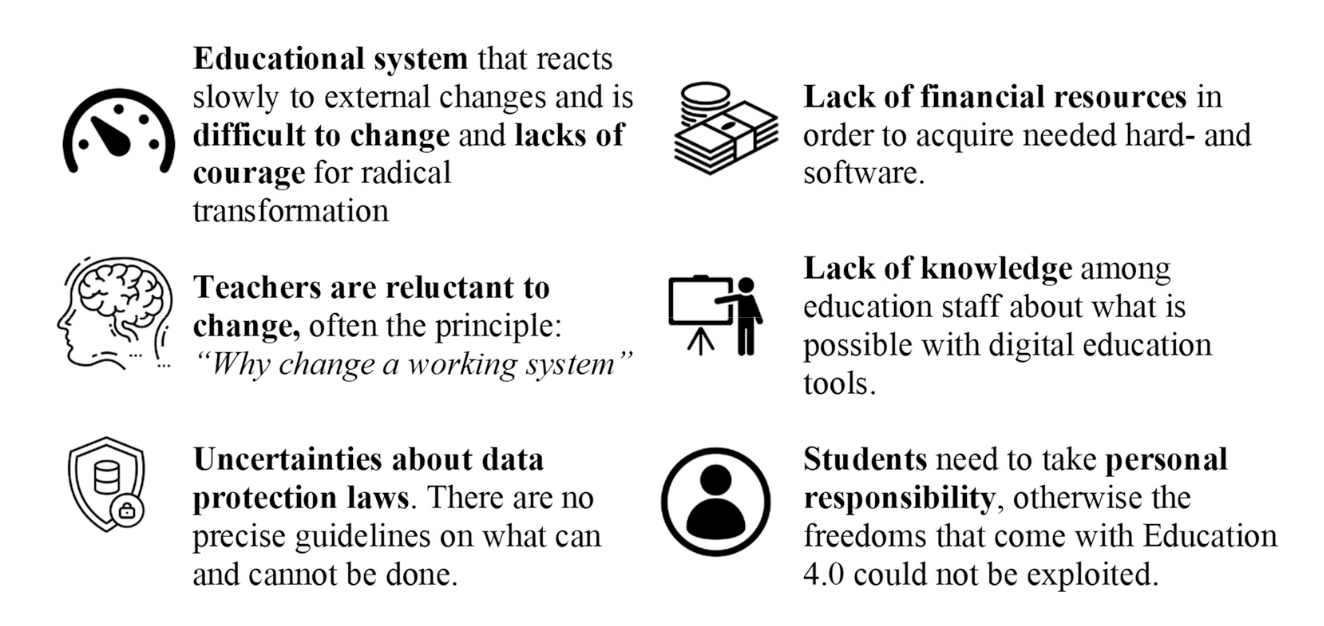 Educational system that reacts
slowly to external changes and is
difficult to change and lacks of
courage for radical
transformation
Lack of financial resources in
order to acquire needed hard- and
software.
Teachers are reluctant to
change, often the principle:
“Why change a working system”
Lack of knowledge among
education staff about what is
possible with digital education
tools.
Uncertainties about data
protection laws. There are no
precise guidelines on what can
and cannot be done.
Students need to take personal
responsibility, otherwise the
freedoms that come with Education
4.0 could not be exploited.